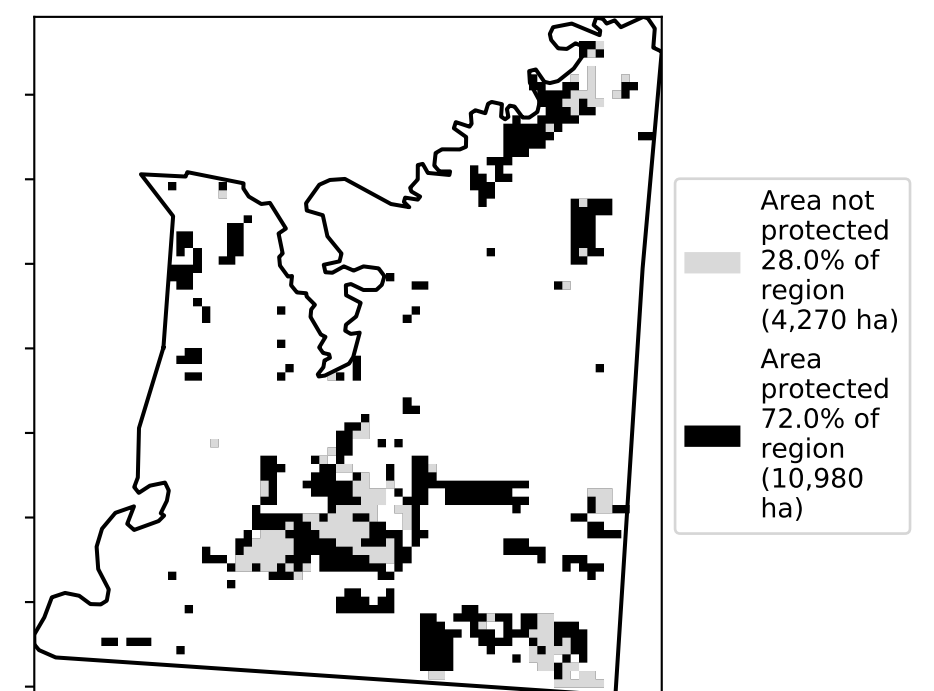 Area not
protected
28.0% of
region
(4,270 ha)
Area
protected
72.0% of
region
(10,980
ha)